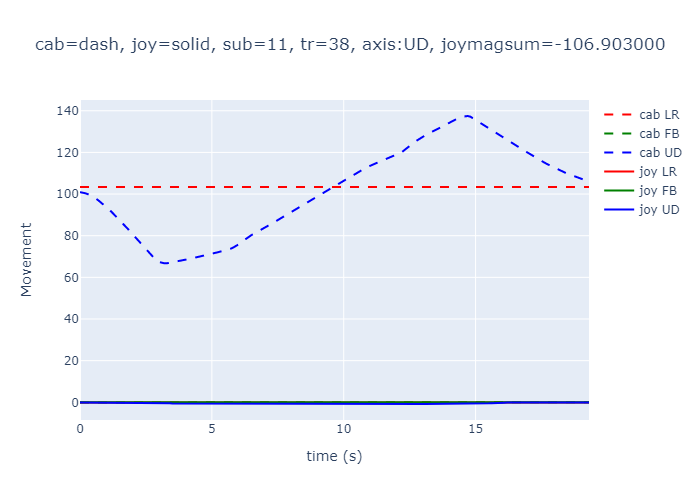 cab=dash, joy=solid, sub=11, tr=38, axis:UD, joymagsum=-106.903000
140
120
100
80
60
40
20
0
Movement
0 5 10 15
time (s)
cab LR
cab FB
cab UD
joy LR
joy FB
joy UD